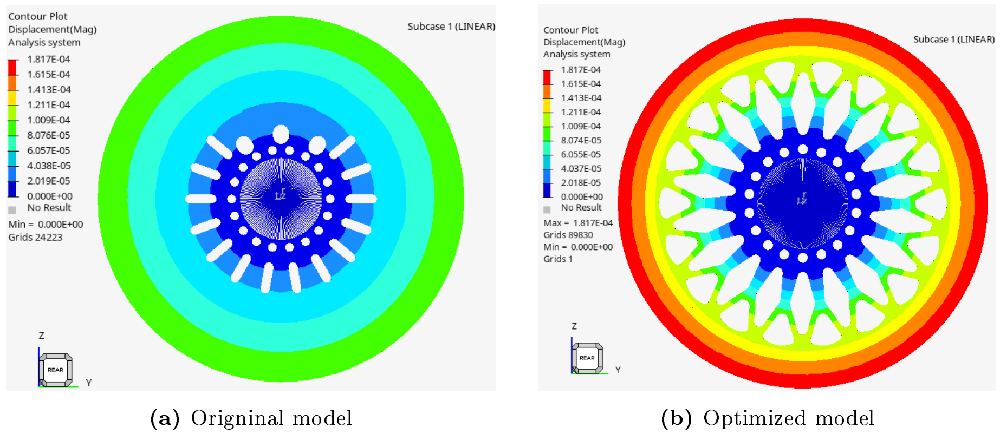 Contour Plot
Displacement(Mag)
Analysis system
Subcase 1 (LINEAR)
1.817E-04
1.615E-04
1.413E-04
1.211E-04
1.009E-04
8.076E-05
6.057E-05
4.038E-05
2.019E-05
0.000E+00
No Result
Min = 0.000E+00
Grids 24223
Z
REAR
X
Y
(a) Origninal model
Contour Plot
Displacement(Mag)
Analysis system
Subcase 1 (LINEAR)
1.817E-04
1.615E-04
1.413E-04
1.211E-04
1.009E-04
8.074E-05
6.055E-05
4.037E-05
2.018E-05
0.000E+00
No Result
Max = 1.817E-04
Grids 89830
Min = 0.000E+00
Grids 1
Z
REAR
X
Y
(b) Optimized model